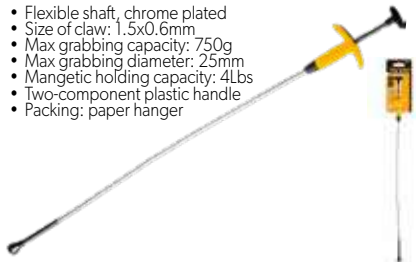 • Flexible shaft, chrome plated
• Size of claw: 1.5x0.6mm
• Max grabbing capacity: 750g
• Max grabbing diameter: 25mm
• Mangetic holding capacity: 4Lbs
• Two-component plastic handle
• Packing: paper hanger